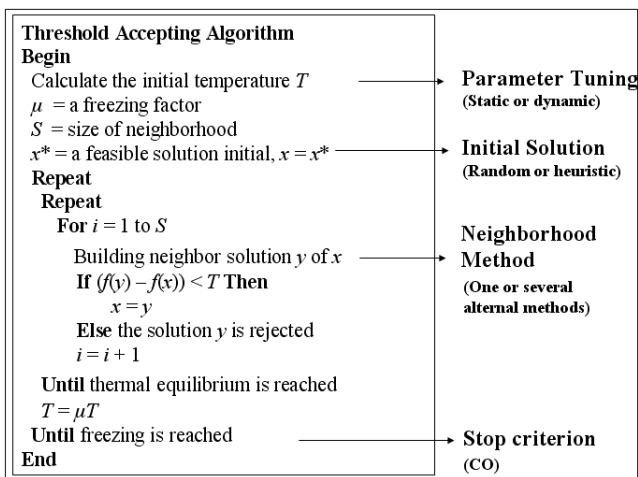 Threshold Accepting Algorithm
Begin
Calculate the initial temperature T
μ = a freezing factor
S = size of neighborhood
x* = a feasible solution initial, x = x*
Repeat
Repeat
For i = 1 to S
Building neighbor solution y of x
If (f(y) – f(x)) < T Then
x = y
Else the solution y is rejected
i = i + 1
Until thermal equilibrium is reached
T = μT
Until freezing is reached
End
Parameter Tuning
(Static or dynamic)
Initial Solution
(Random or heuristic)
Neighborhood
Method
(One or several
alternal methods)
Stop criterion
(CO)